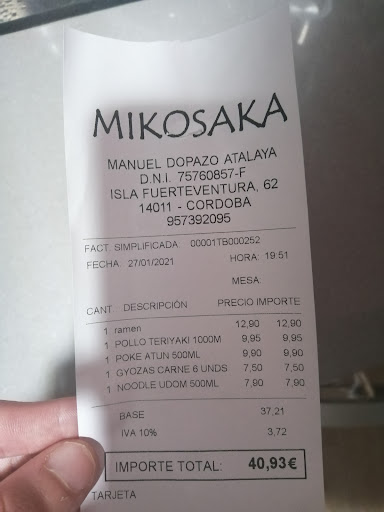 MIKOSAKA
MANUEL DOPAZO ATALAYA
D.N.I. 75760857-F
ISLA FUERTEVENTURA, 62
14011 - CORDOBA
957392095
FACT SIMPLIFICADA: 00001TB000252
FECHA: 27/01/2021 HORA: 19:51
MESA:
CANT DESCRIPCIÓN PRECIO IMPORTE
1 ramen 12,90 12,90
1 POLLO TERIYAKI 1000M 9,95 9,95
1 POKE ATUN 500ML 9,90 9,90
1 GYOZAS CARNE 6 UNDS 7,50 7,50
1 NOODLE UDOM 500ML 7,90 7,90
BASE 37,21
IVA 10% 3,72
IMPORTE TOTAL: 40,93€
TARJETA